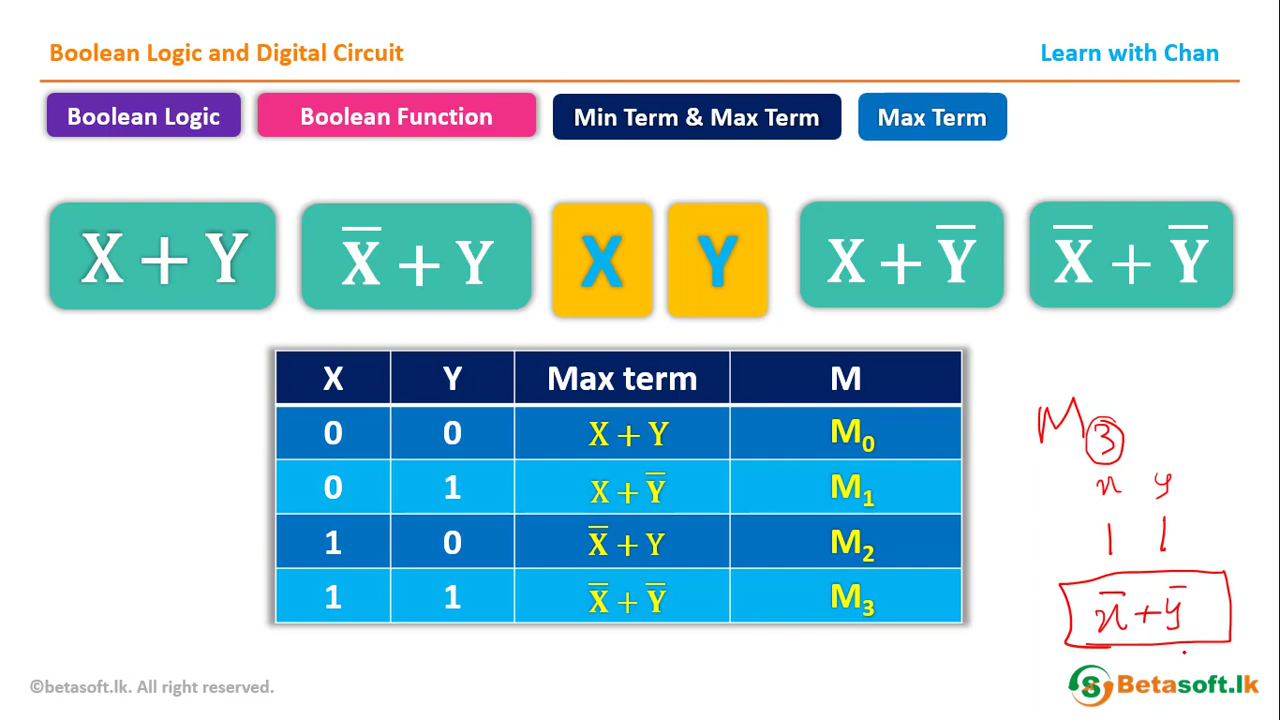 Boolean Logic and Digital Circuit
Learn with Chan
Boolean Logic
Boolean Function
Min Term & Max Term
Max Term
X + Y
X̅ + Y
X
Y
X + Y̅
X̅ + Y̅
X Y Max term M
0 0 X + Y M₀
0 1 X + Y̅ M₁
1 0 X̅ + Y M₂
1 1 X̅ + Y̅ M₃
M₃
x y
1 1
x̅ + y̅
©betasoft.lk. All right reserved.
Betasoft.lk